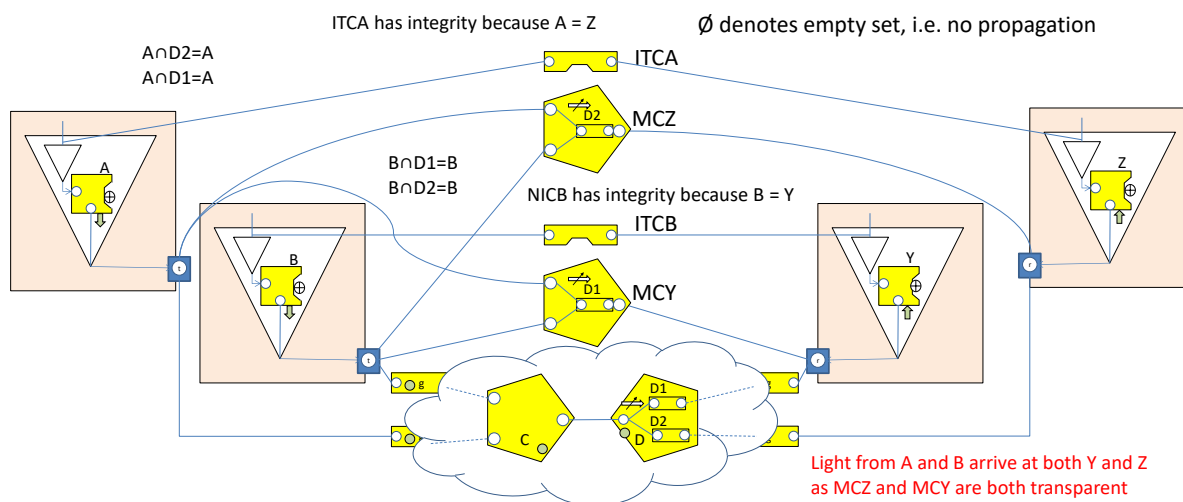 ITCA has integrity because A = Z
Ø denotes empty set, i.e. no propagation
A∩D2=A
A∩D1=A
ITCA
D2
MCZ
A
Z
B∩D1=B
B∩D2=B
NICB has integrity because B = Y
ITCB
t
r
B
Y
D1
MCY
t
r
g
D1
D2
C
D
Light from A and B arrive at both Y and Z
as MCZ and MCY are both transparent